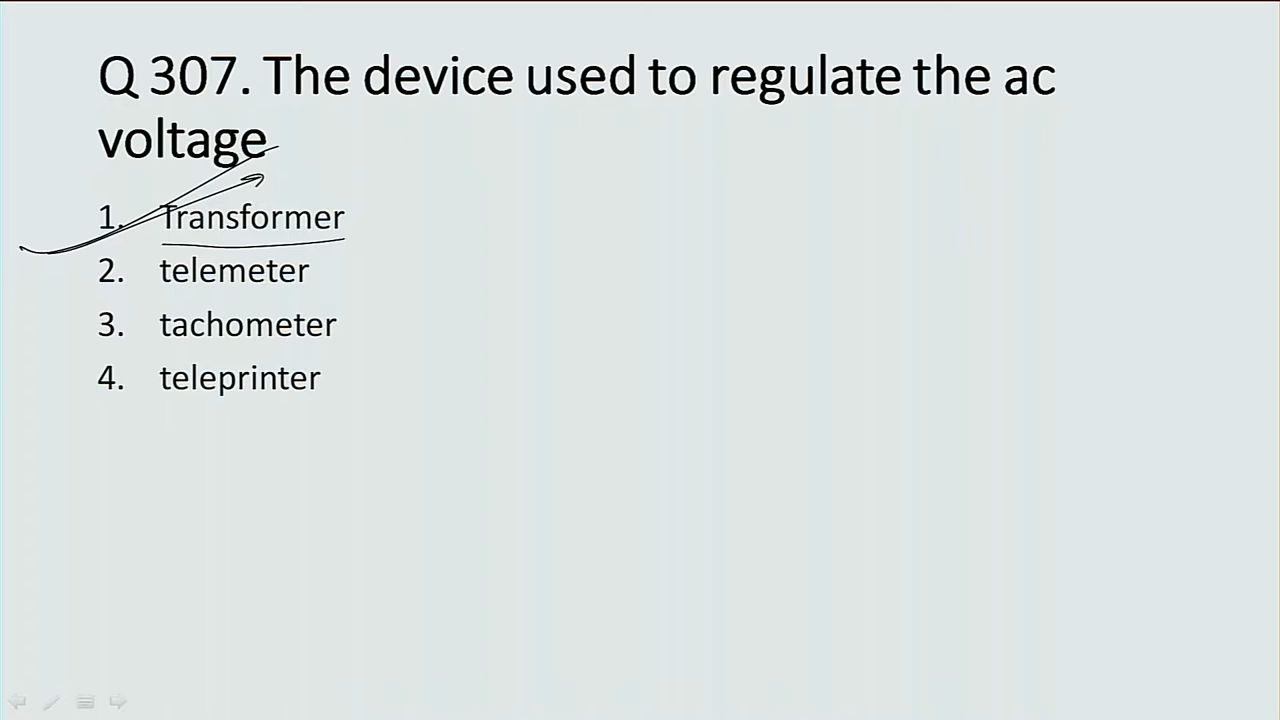 Q 307. The device used to regulate the ac
voltage
1. Transformer
2. telemeter
3. tachometer
4. teleprinter